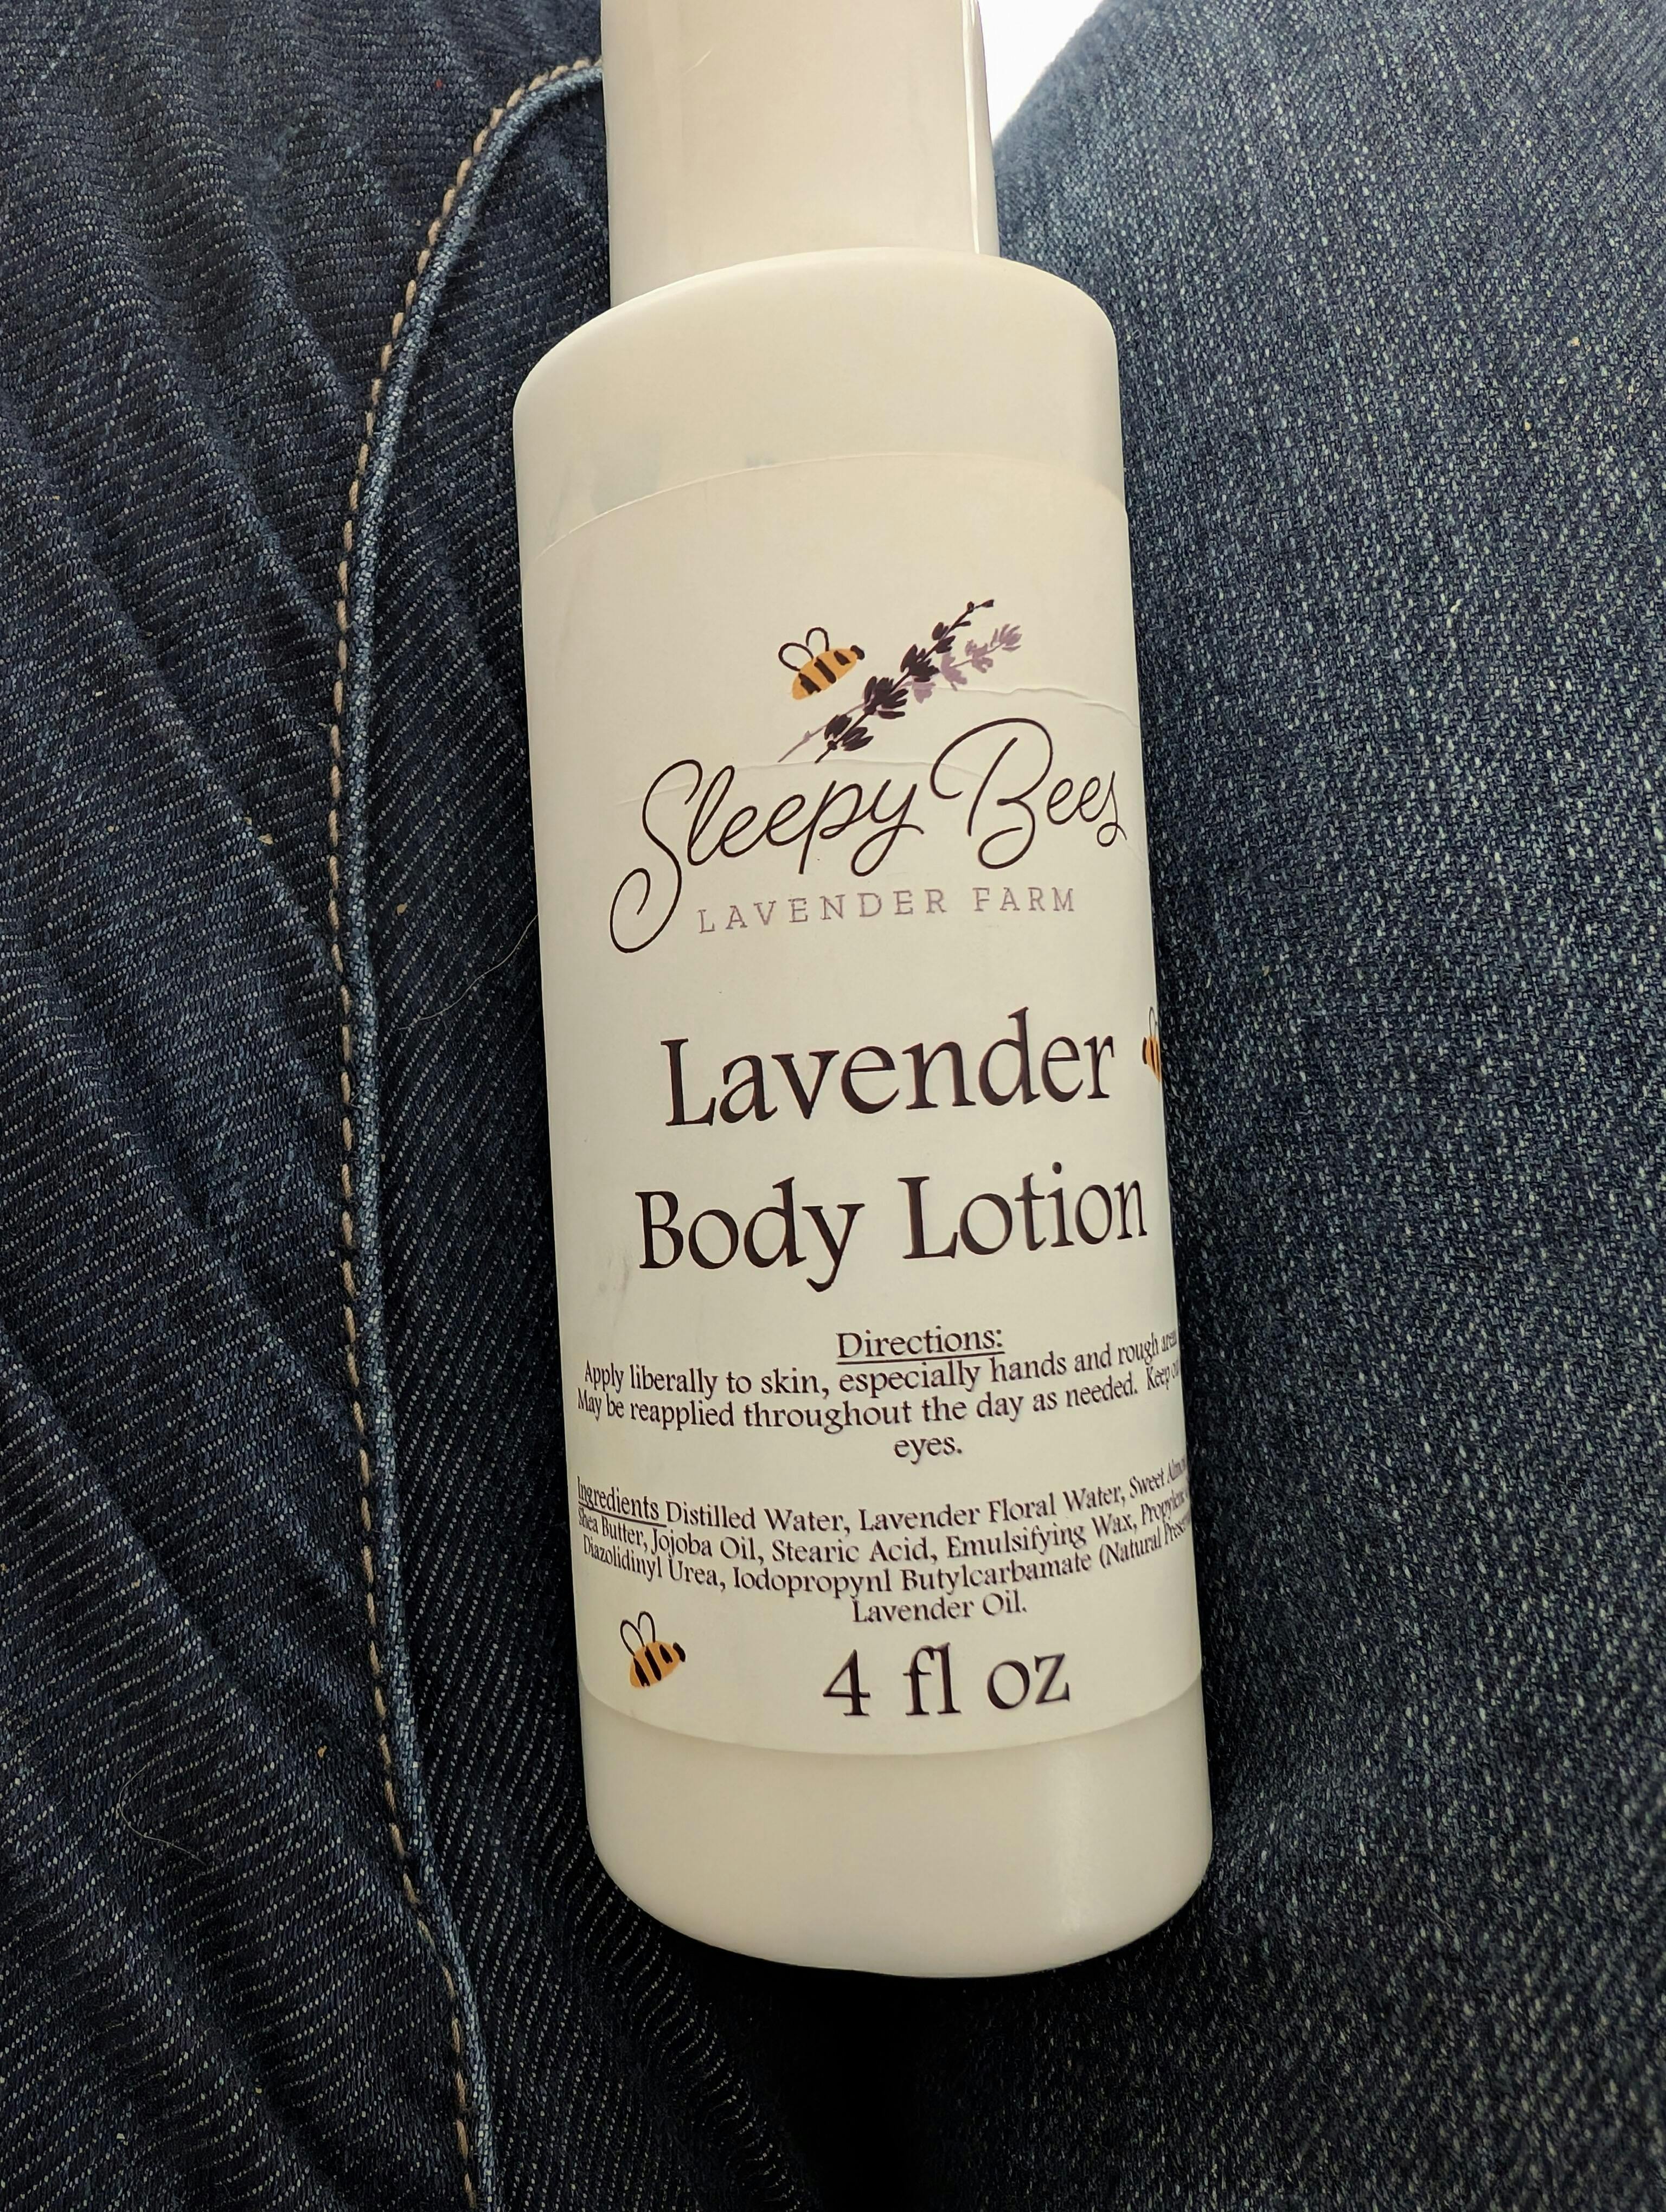 Sleepy Bees
LAVENDER FARM
Lavender
Body Lotion
Directions:
Apply liberally to skin, especially hands and rough
May be reapplied throughout the day as needed. Keep
eyes.
Ingredients Distilled Water, Lavender Floral Water, Sweet
Shea Butter, Jojoba Oil, Stearic Acid, Emulsifying Wax,
Diazolidinyl Urea, Iodopropynl Butylcarbamate (Natural
Lavender Oil.
4 fl oz